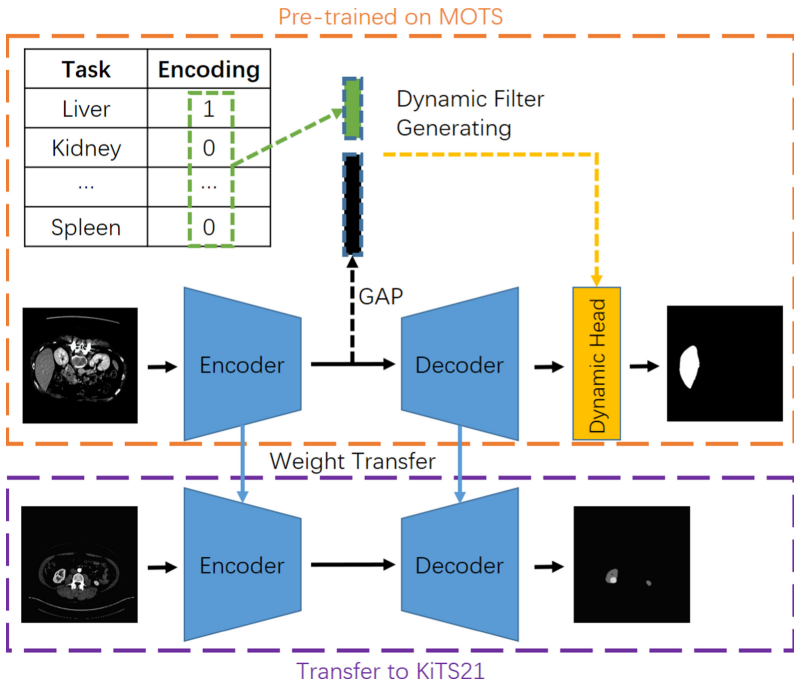 Pre-trained on MOTS
Task Encoding
Liver 1
Kidney 0
... ...
Spleen 0
Dynamic Filter
Generating
GAP
Encoder
Decoder
Dynamic Head
Weight Transfer
Encoder
Decoder
Transfer to KiTS21